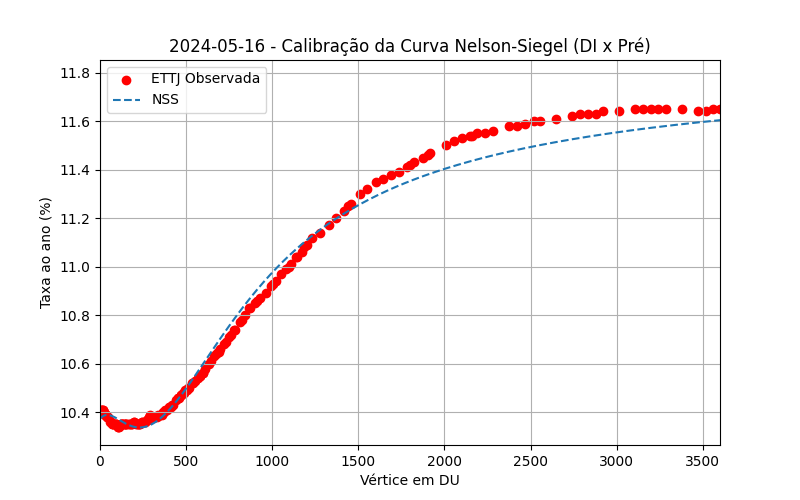 2024-05-16 - Calibração da Curva Nelson-Siegel (DI x Pré)
ETTJ Observada
NSS
Taxa ao ano (%)
11.8
11.6
11.4
11.2
11.0
10.8
10.6
10.4
0 500 1000 1500 2000 2500 3000 3500
Vértice em DU